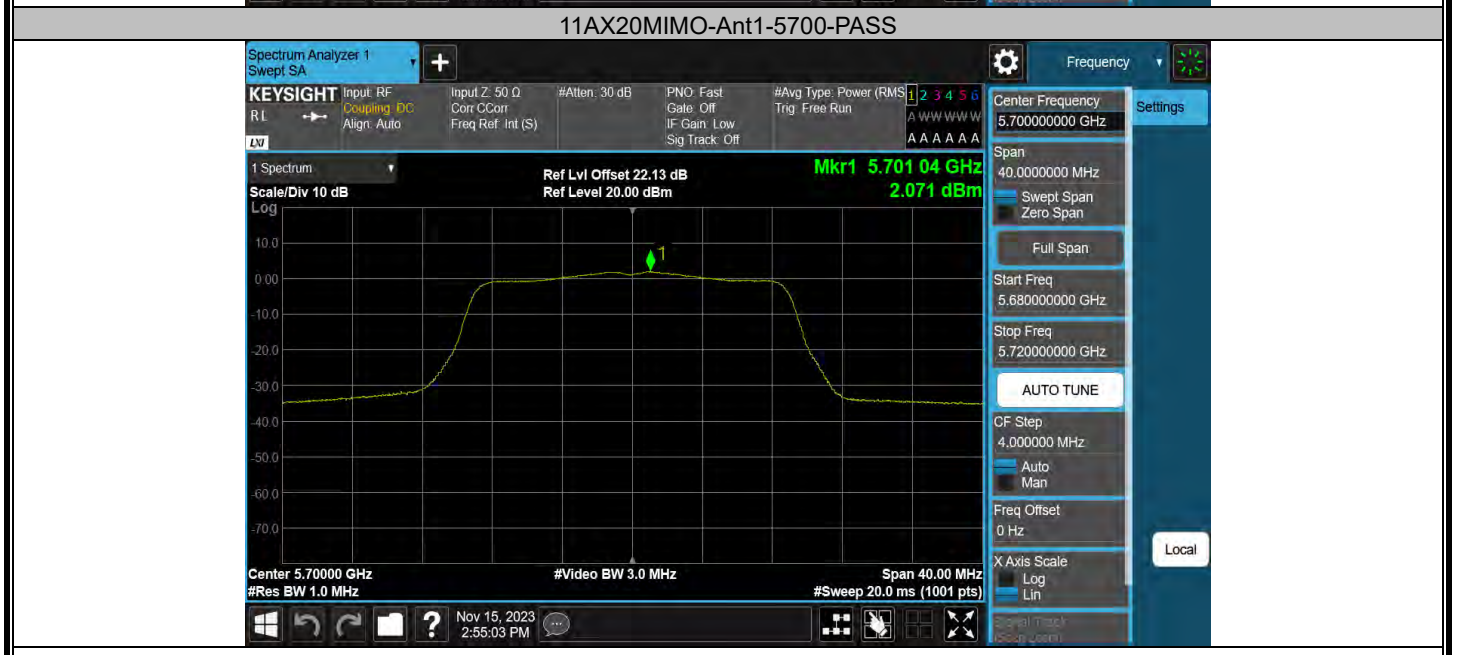 11AX20MIMO-Ant1-5700-PASS
Spectrum Analyzer 1
Swept SA
Frequency
KEYSIGHT
Input: RF
Input Z: 50 Ω
#Atten: 30 dB
PNO: Fast
#Avg Type: Power (RMS
1 2 3 4 5 6
RL
Coupling: DC
Corr CCorr
Gate: Off
Trig: Free Run
A W W W W W
Align: Auto
Freq Ref: Int (S)
IF Gain: Low
Sig Track: Off
A A A A A A
LXI
Center Frequency
5.700000000 GHz
Settings
1 Spectrum
Ref Lvl Offset 22.13 dB
Mkr1 5.701 04 GHz
Scale/Div 10 dB
Ref Level 20.00 dBm
2.071 dBm
Log
10.0
0.00
-10.0
-20.0
-30.0
-40.0
-50.0
-60.0
-70.0
1
Span
40.0000000 MHz
Swept Span
Zero Span
Full Span
Start Freq
5.680000000 GHz
Stop Freq
5.720000000 GHz
AUTO TUNE
CF Step
4.000000 MHz
Auto
Man
Freq Offset
0 Hz
X Axis Scale
Log
Lin
Local
Center 5.70000 GHz
#Video BW 3.0 MHz
Span 40.00 MHz
#Res BW 1.0 MHz
#Sweep 20.0 ms (1001 pts)
?
Nov 15, 2023
2:55:03 PM
Signal Track
(Span Zoom)